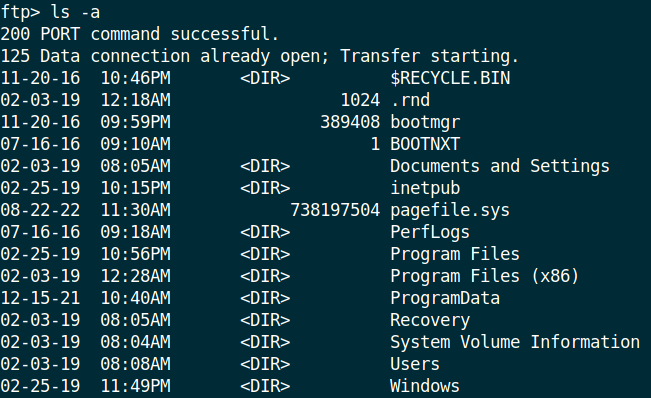 ftp> ls -a
200 PORT command successful.
125 Data connection already open; Transfer starting.
11-20-16  10:46PM       <DIR>          $RECYCLE.BIN
02-03-19  12:18AM                 1024 .rnd
11-20-16  09:59PM               389408 bootmgr
07-16-16  09:10AM                    1 BOOTNXT
02-03-19  08:05AM       <DIR>          Documents and Settings
02-25-19  10:15PM       <DIR>          inetpub
08-22-22  11:30AM            738197504 pagefile.sys
07-16-16  09:18AM       <DIR>          PerfLogs
02-25-19  10:56PM       <DIR>          Program Files
02-03-19  12:28AM       <DIR>          Program Files (x86)
12-15-21  10:40AM       <DIR>          ProgramData
02-03-19  08:05AM       <DIR>          Recovery
02-03-19  08:04AM       <DIR>          System Volume Information
02-03-19  08:08AM       <DIR>          Users
02-25-19  11:49PM       <DIR>          Windows